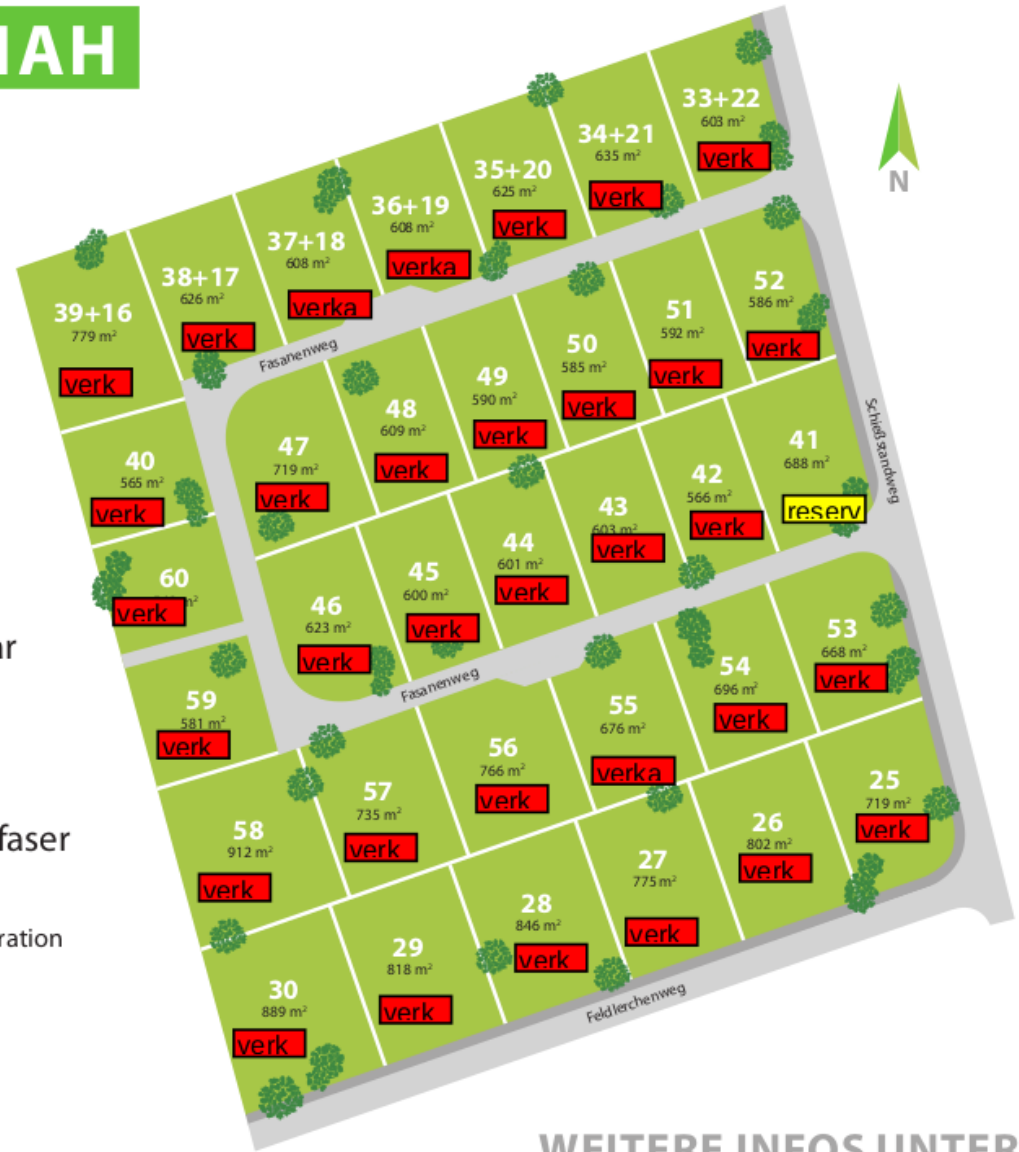 IAH
33+22
603 m²
verk
34+21
635 m²
verk
35+20
625 m²
verk
36+19
608 m²
verka
37+18
608 m²
verka
38+17
626 m²
verk
39+16
779 m²
verk
Fasanenweg
52
586 m²
verk
51
592 m²
verk
50
585 m²
verk
49
590 m²
verk
48
609 m²
verk
47
719 m²
verk
40
565 m²
verk
Schießstandweg
41
688 m²
reserv
42
566 m²
verk
43
603 m²
verk
44
601 m²
verk
45
600 m²
verk
46
623 m²
verk
60
m²
verk
59
581 m²
verk
Fasanenweg
53
668 m²
verk
54
696 m²
verk
55
676 m²
verka
56
766 m²
verk
57
735 m²
verk
58
912 m²
verk
25
719 m²
verk
26
802 m²
verk
27
775 m²
verk
28
846 m²
verk
29
818 m²
verk
30
889 m²
verk
Feldlerchenweg
N
ar
faser
ration
WEITERE INFOS UNTER